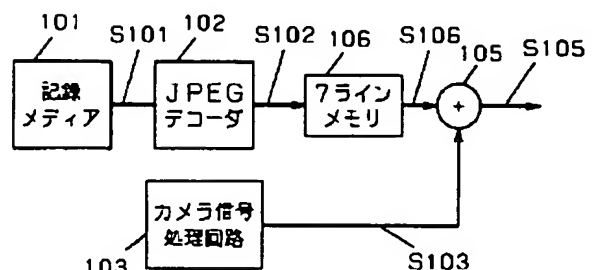 101
S101
102
S102
106
S106
105
S105
記録
メディア
JPEG
デコーダ
7ライン
メモリ
+
カメラ信号
処理回路
103
S103